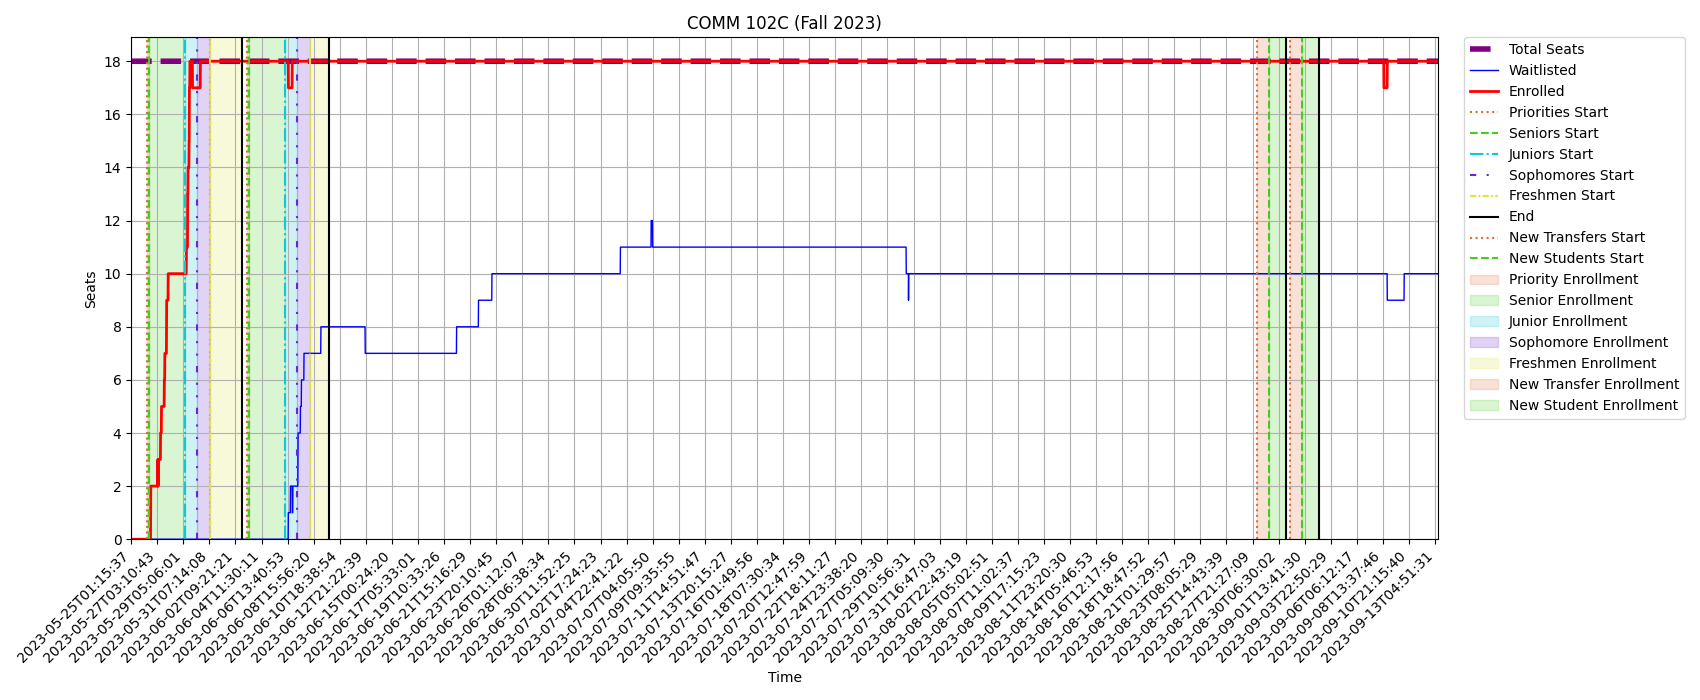 COMM 102C (Fall 2023)
Seats
18
16
14
12
10
8
6
4
2
0
2023-05-25T01:15:37
2023-05-27T03:10:43
2023-05-29T05:06:01
2023-05-31T07:14:08
2023-06-02T09:21:21
2023-06-04T11:30:11
2023-06-06T13:40:53
2023-06-08T15:56:20
2023-06-10T18:38:54
2023-06-12T21:22:39
2023-06-15T00:24:20
2023-06-17T05:33:01
2023-06-19T10:33:26
2023-06-21T15:16:29
2023-06-23T20:10:45
2023-06-26T01:12:07
2023-06-28T06:38:34
2023-06-30T11:52:25
2023-07-02T17:24:23
2023-07-04T22:41:22
2023-07-07T04:05:50
2023-07-09T09:35:55
2023-07-11T14:51:47
2023-07-13T20:15:27
2023-07-16T01:49:56
2023-07-18T07:30:34
2023-07-20T12:47:59
2023-07-22T18:11:27
2023-07-24T23:38:20
2023-07-27T05:09:30
2023-07-29T10:56:31
2023-07-31T16:47:03
2023-08-02T22:43:19
2023-08-05T05:02:51
2023-08-07T11:02:37
2023-08-09T17:15:23
2023-08-11T23:20:30
2023-08-14T05:46:53
2023-08-16T12:17:56
2023-08-18T18:47:52
2023-08-21T01:29:57
2023-08-23T08:05:29
2023-08-25T14:43:39
2023-08-27T21:27:09
2023-08-30T06:30:02
2023-09-01T13:41:30
2023-09-03T22:50:29
2023-09-06T06:12:17
2023-09-08T13:37:46
2023-09-10T21:15:40
2023-09-13T04:51:31
Time
Total Seats
Waitlisted
Enrolled
Priorities Start
Seniors Start
Juniors Start
Sophomores Start
Freshmen Start
End
New Transfers Start
New Students Start
Priority Enrollment
Senior Enrollment
Junior Enrollment
Sophomore Enrollment
Freshmen Enrollment
New Transfer Enrollment
New Student Enrollment